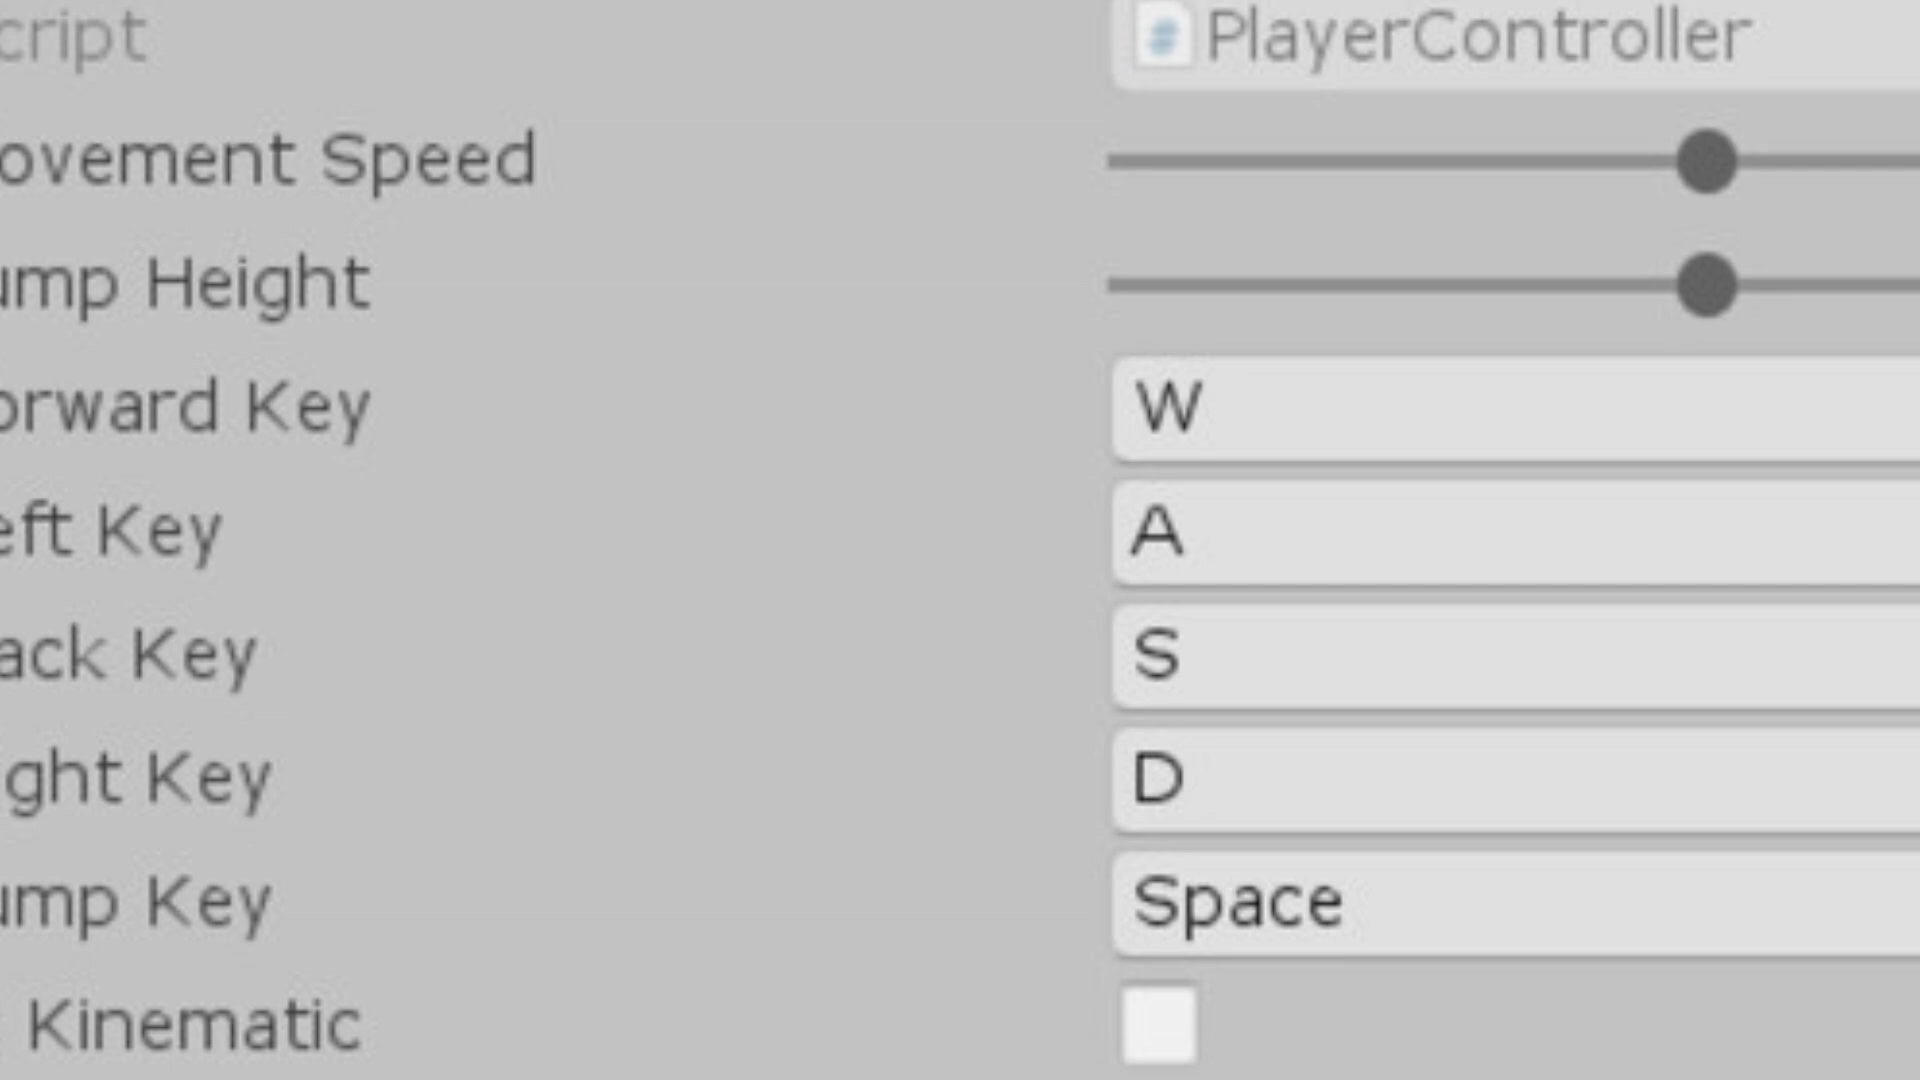 cript PlayerController
ovement Speed
ump Height
orward Key W
eft Key A
ack Key S
ght Key D
ump Key Space
Kinematic